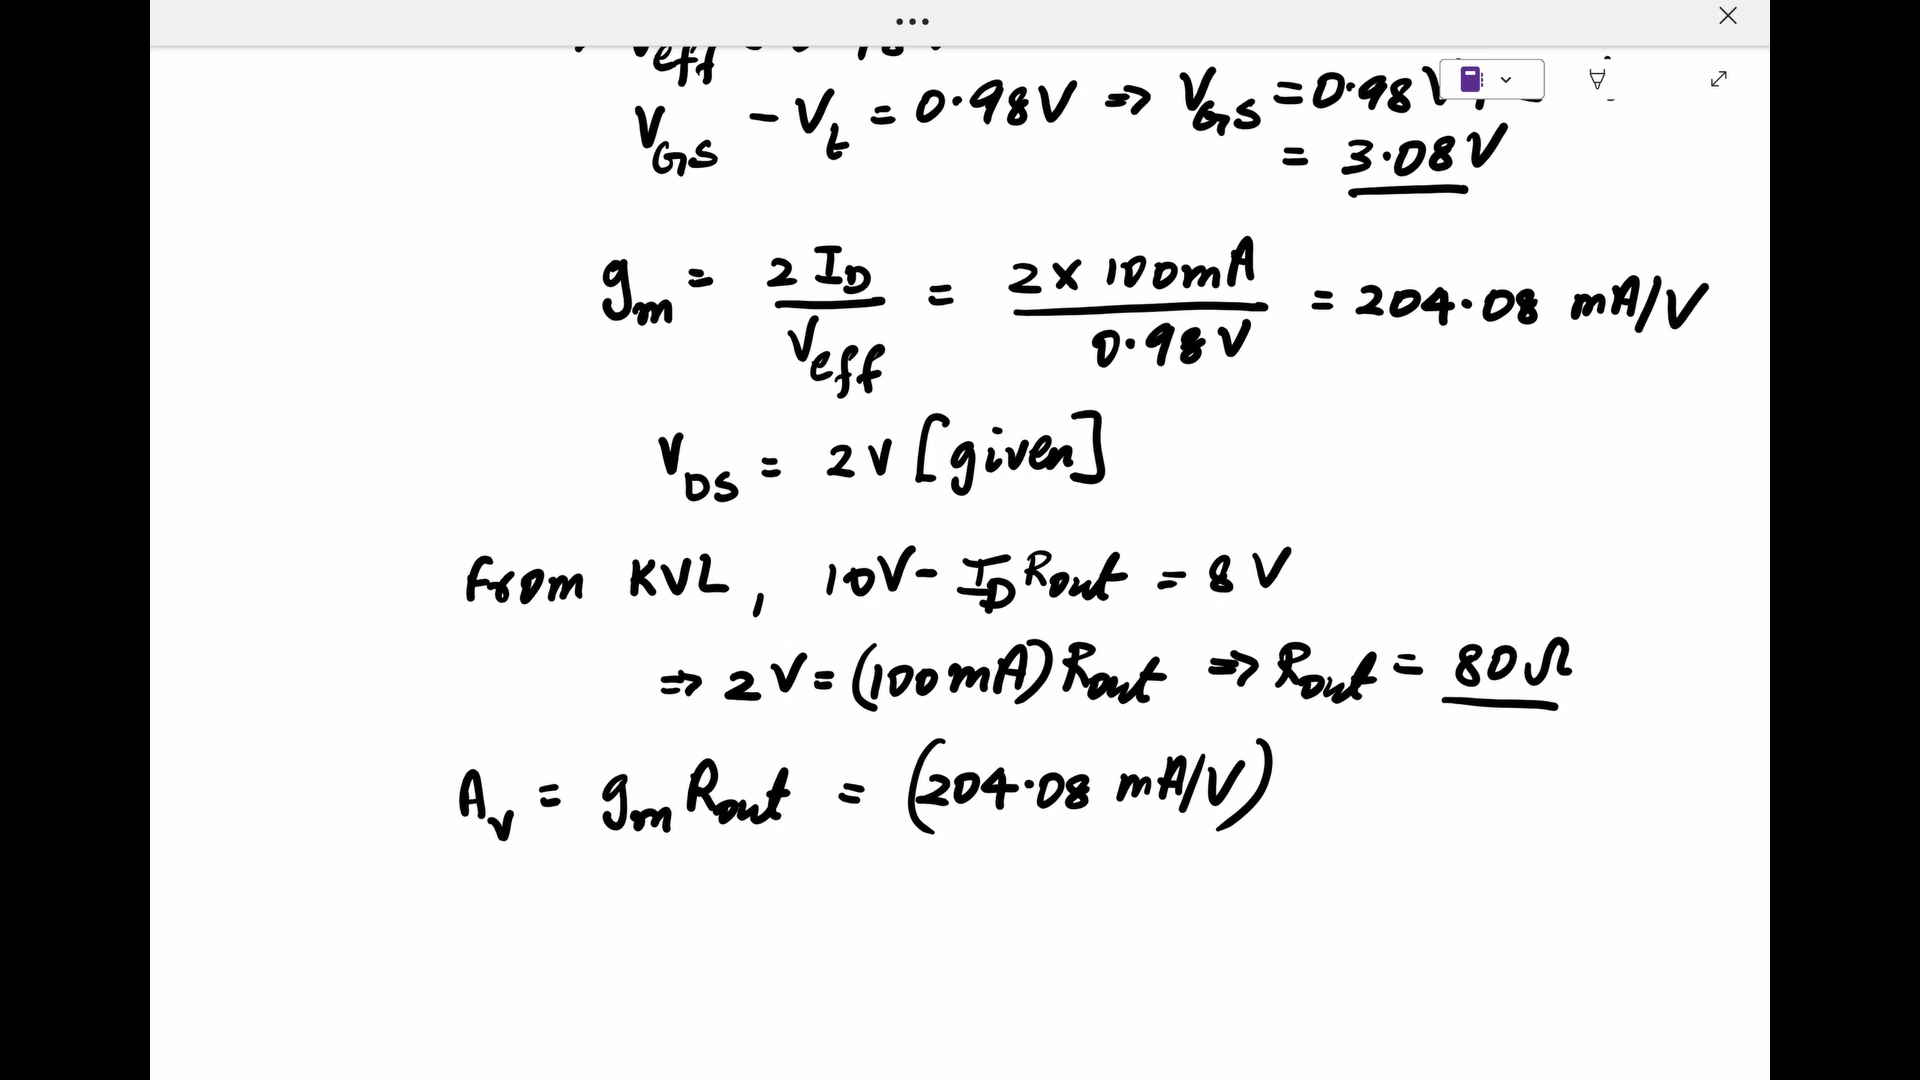 V_GS - V_t = 0.98V ⇒ V_GS = 0.98V
= 3.08V
g_m = 2 I_D / V_eff = 2 × 100mA / 0.98V = 204.08 mA/V
V_DS = 2V [given]
From KVL, 10V - I_D R_out = 8V
⇒ 2V = (100mA) R_out ⇒ R_out = 80Ω
A_v = g_m R_out = (204.08 mA/V)